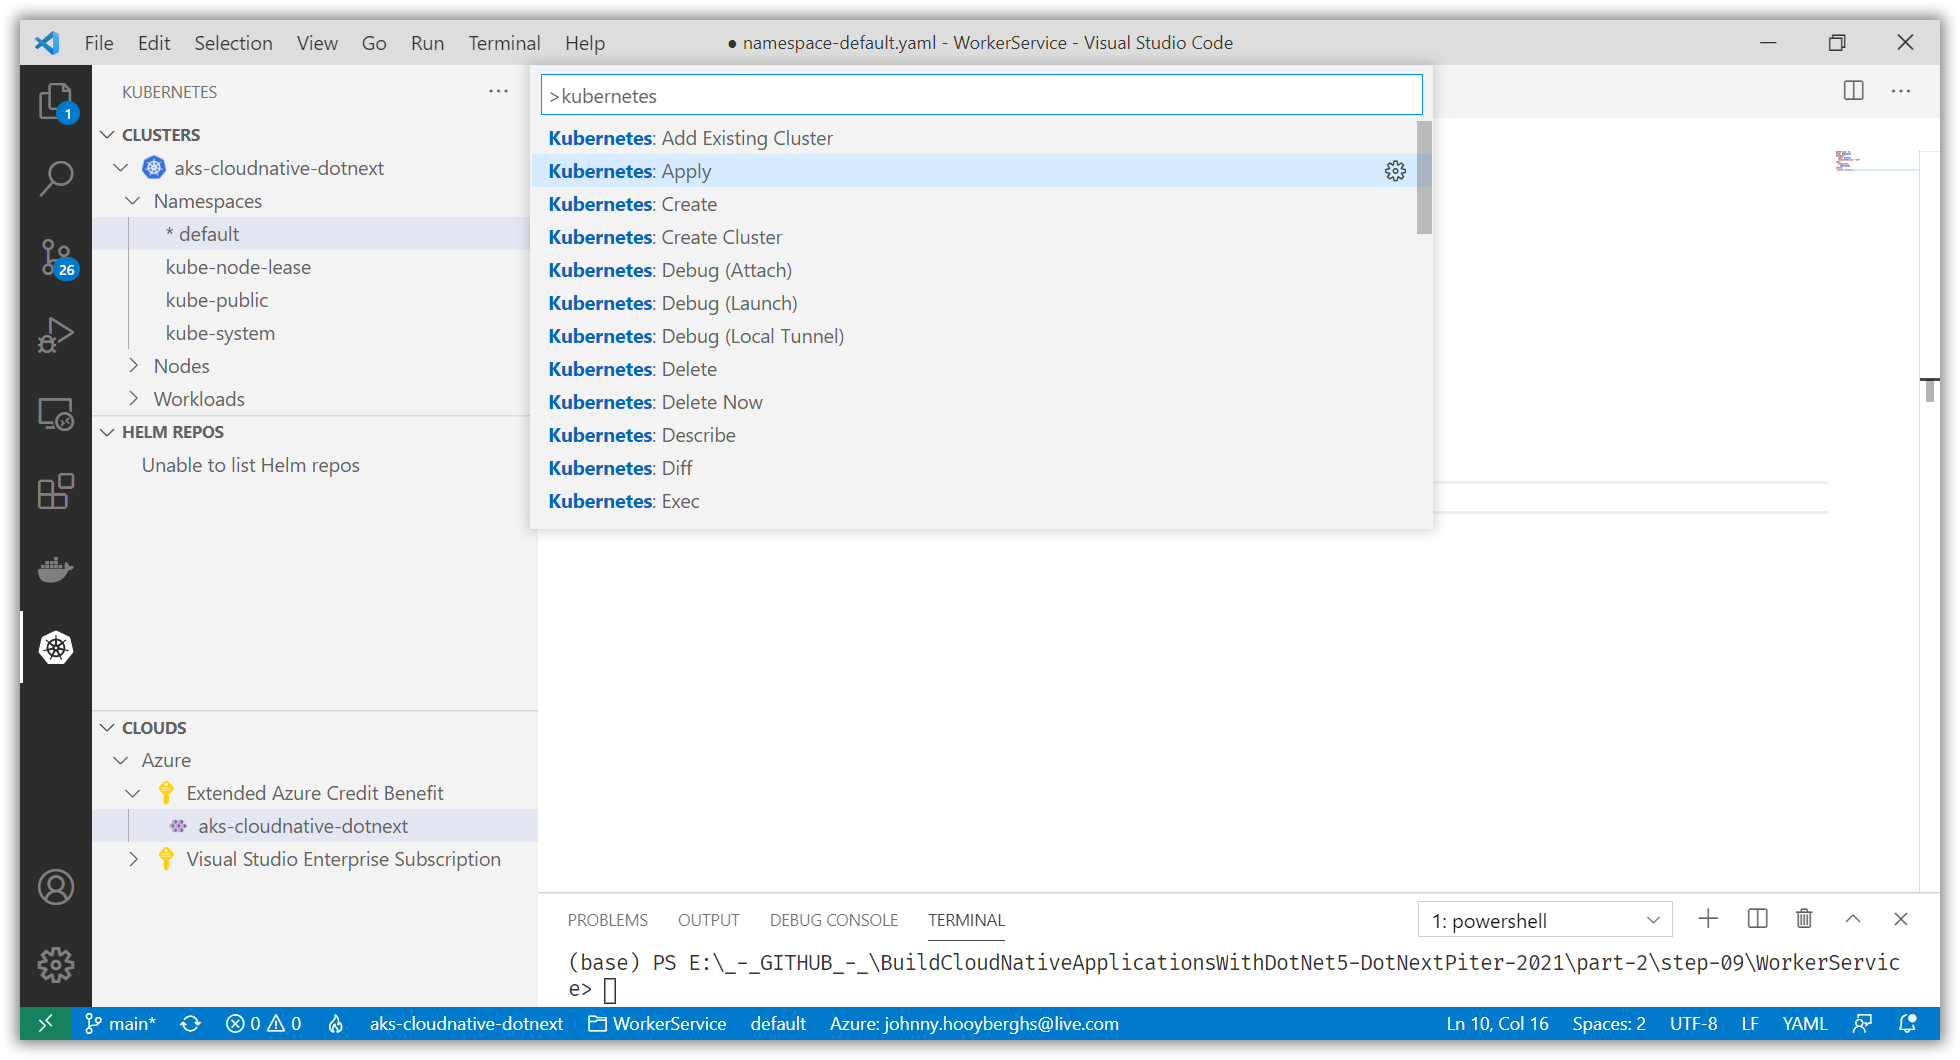 File Edit Selection View Go Run Terminal Help
● namespace-default.yaml - WorkerService - Visual Studio Code
1
26
KUBERNETES
CLUSTERS
aks-cloudnative-dotnext
Namespaces
* default
kube-node-lease
kube-public
kube-system
Nodes
Workloads
HELM REPOS
Unable to list Helm repos
CLOUDS
Azure
Extended Azure Credit Benefit
aks-cloudnative-dotnext
Visual Studio Enterprise Subscription
>kubernetes
Kubernetes: Add Existing Cluster
Kubernetes: Apply
Kubernetes: Create
Kubernetes: Create Cluster
Kubernetes: Debug (Attach)
Kubernetes: Debug (Launch)
Kubernetes: Debug (Local Tunnel)
Kubernetes: Delete
Kubernetes: Delete Now
Kubernetes: Describe
Kubernetes: Diff
Kubernetes: Exec
PROBLEMS OUTPUT DEBUG CONSOLE TERMINAL
1: powershell
(base) PS E:\_-_GITHUB_-_\BuildCloudNativeApplicationsWithDotNet5-DotNextPiter-2021\part-2\step-09\WorkerServic
e>
main* 0 0 aks-cloudnative-dotnext WorkerService default Azure: johnny.hooyberghs@live.com
Ln 10, Col 16 Spaces: 2 UTF-8 LF YAML